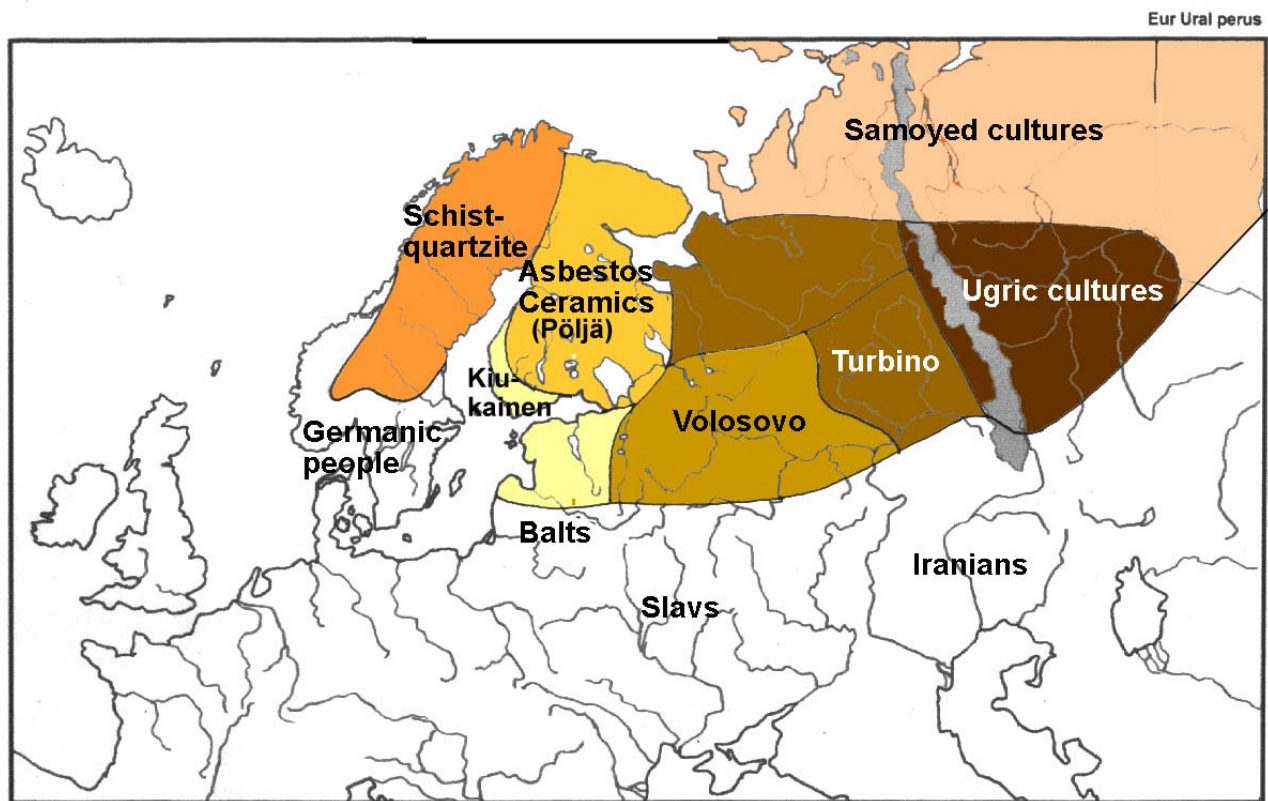 Eur Ural perus
Samoyed cultures
Schist-
quartzite
Asbestos
Ceramics
(Pöljä)
Ugric cultures
Turbino
Kiu-
kainen
Volosovo
Germanic
people
Balts
Iranians
Slavs